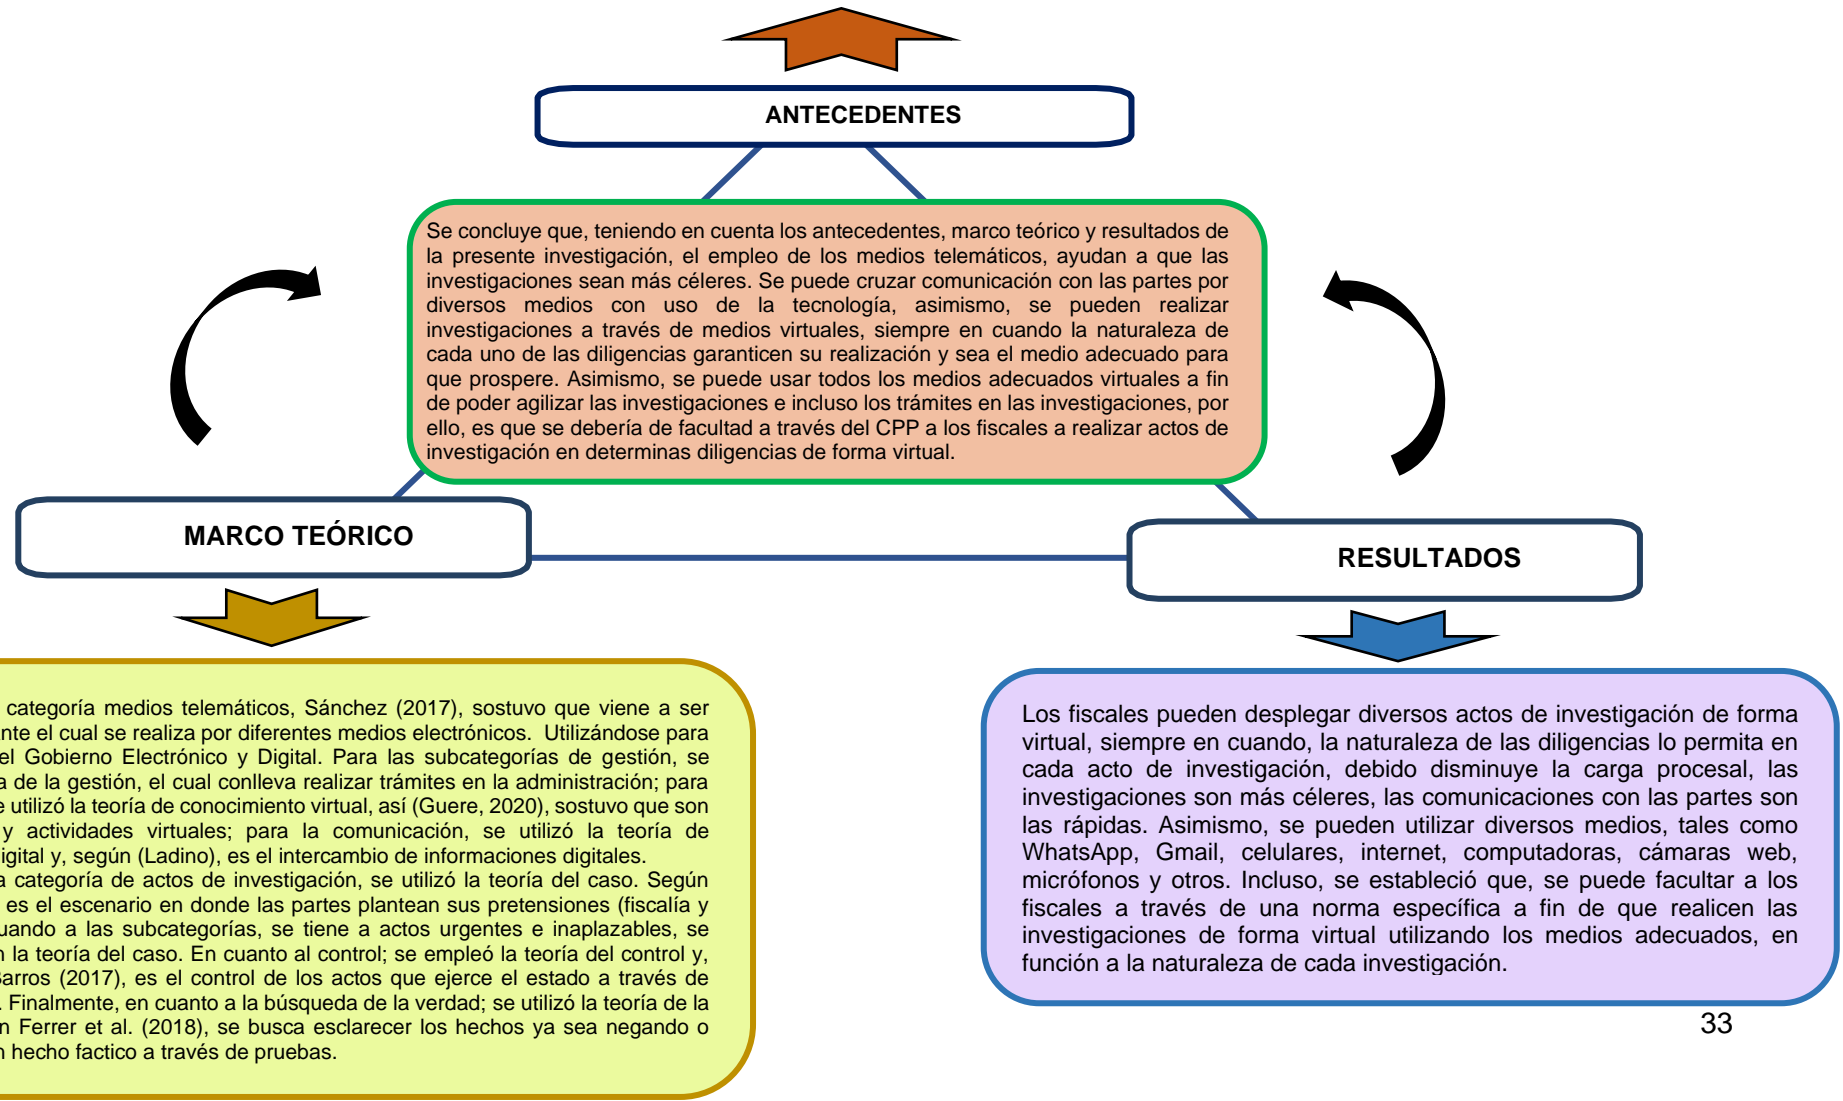 ANTECEDENTES
Se concluye que, teniendo en cuenta los antecedentes, marco teórico y resultados de
la presente investigación, el empleo de los medios telemáticos, ayudan a que las
investigaciones sean más céleres. Se puede cruzar comunicación con las partes por
diversos medios con uso de la tecnología, asimismo, se pueden realizar
investigaciones a través de medios virtuales, siempre en cuando la naturaleza de
cada uno de las diligencias garanticen su realización y sea el medio adecuado para
que prospere. Asimismo, se puede usar todos los medios adecuados virtuales a fin
de poder agilizar las investigaciones e incluso los trámites en las investigaciones, por
ello, es que se debería de facultad a través del CPP a los fiscales a realizar actos de
investigación en determinas diligencias de forma virtual.
MARCO TEÓRICO
RESULTADOS
categoría medios telemáticos, Sánchez (2017), sostuvo que viene a ser
nte el cual se realiza por diferentes medios electrónicos. Utilizándose para
el Gobierno Electrónico y Digital. Para las subcategorías de gestión, se
a de la gestión, el cual conlleva realizar trámites en la administración; para
e utilizó la teoría de conocimiento virtual, así (Guere, 2020), sostuvo que son
y actividades virtuales; para la comunicación, se utilizó la teoría de
igital y, según (Ladino), es el intercambio de informaciones digitales.
a categoría de actos de investigación, se utilizó la teoría del caso. Según
es el escenario en donde las partes plantean sus pretensiones (fiscalía y
uando a las subcategorías, se tiene a actos urgentes e inaplazables, se
n la teoría del caso. En cuanto al control; se empleó la teoría del control y,
Barros (2017), es el control de los actos que ejerce el estado a través de
. Finalmente, en cuanto a la búsqueda de la verdad; se utilizó la teoría de la
n Ferrer et al. (2018), se busca esclarecer los hechos ya sea negando o
n hecho factico a través de pruebas.
Los fiscales pueden desplegar diversos actos de investigación de forma
virtual, siempre en cuando, la naturaleza de las diligencias lo permita en
cada acto de investigación, debido disminuye la carga procesal, las
investigaciones son más céleres, las comunicaciones con las partes son
las rápidas. Asimismo, se pueden utilizar diversos medios, tales como
WhatsApp, Gmail, celulares, internet, computadoras, cámaras web,
micrófonos y otros. Incluso, se estableció que, se puede facultar a los
fiscales a través de una norma específica a fin de que realicen las
investigaciones de forma virtual utilizando los medios adecuados, en
función a la naturaleza de cada investigación.
33